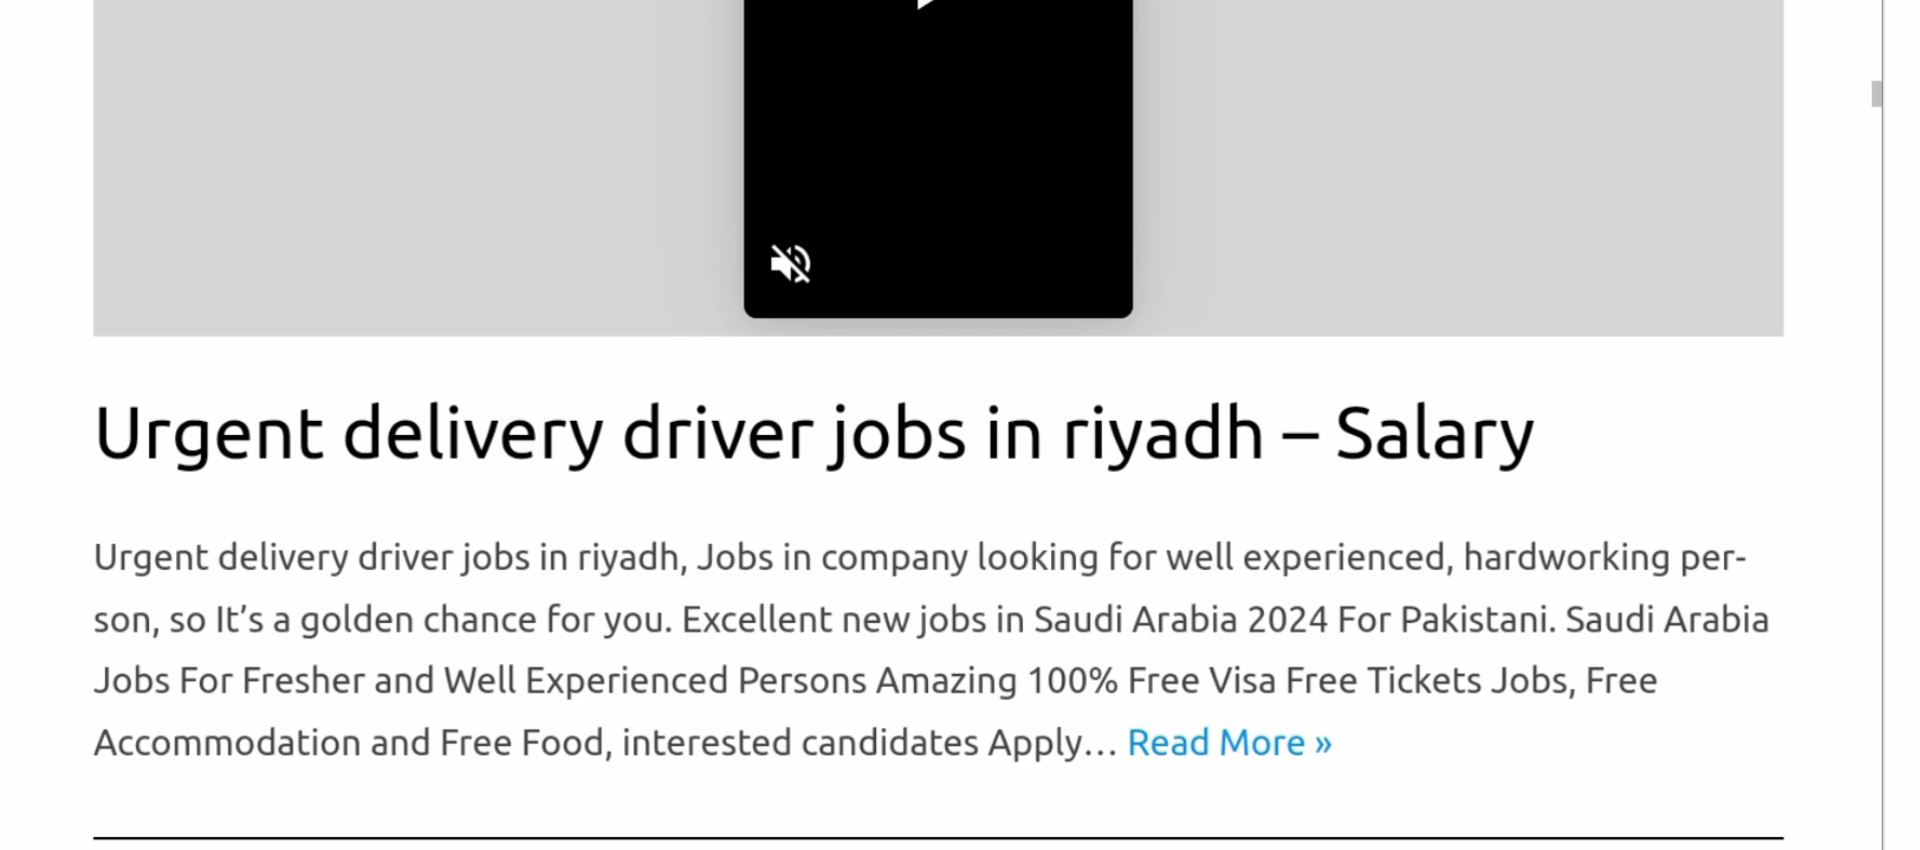 Urgent delivery driver jobs in riyadh – Salary
Urgent delivery driver jobs in riyadh, Jobs in company looking for well experienced, hardworking per-
son, so It’s a golden chance for you. Excellent new jobs in Saudi Arabia 2024 For Pakistani. Saudi Arabia
Jobs For Fresher and Well Experienced Persons Amazing 100% Free Visa Free Tickets Jobs, Free
Accommodation and Free Food, interested candidates Apply… Read More »